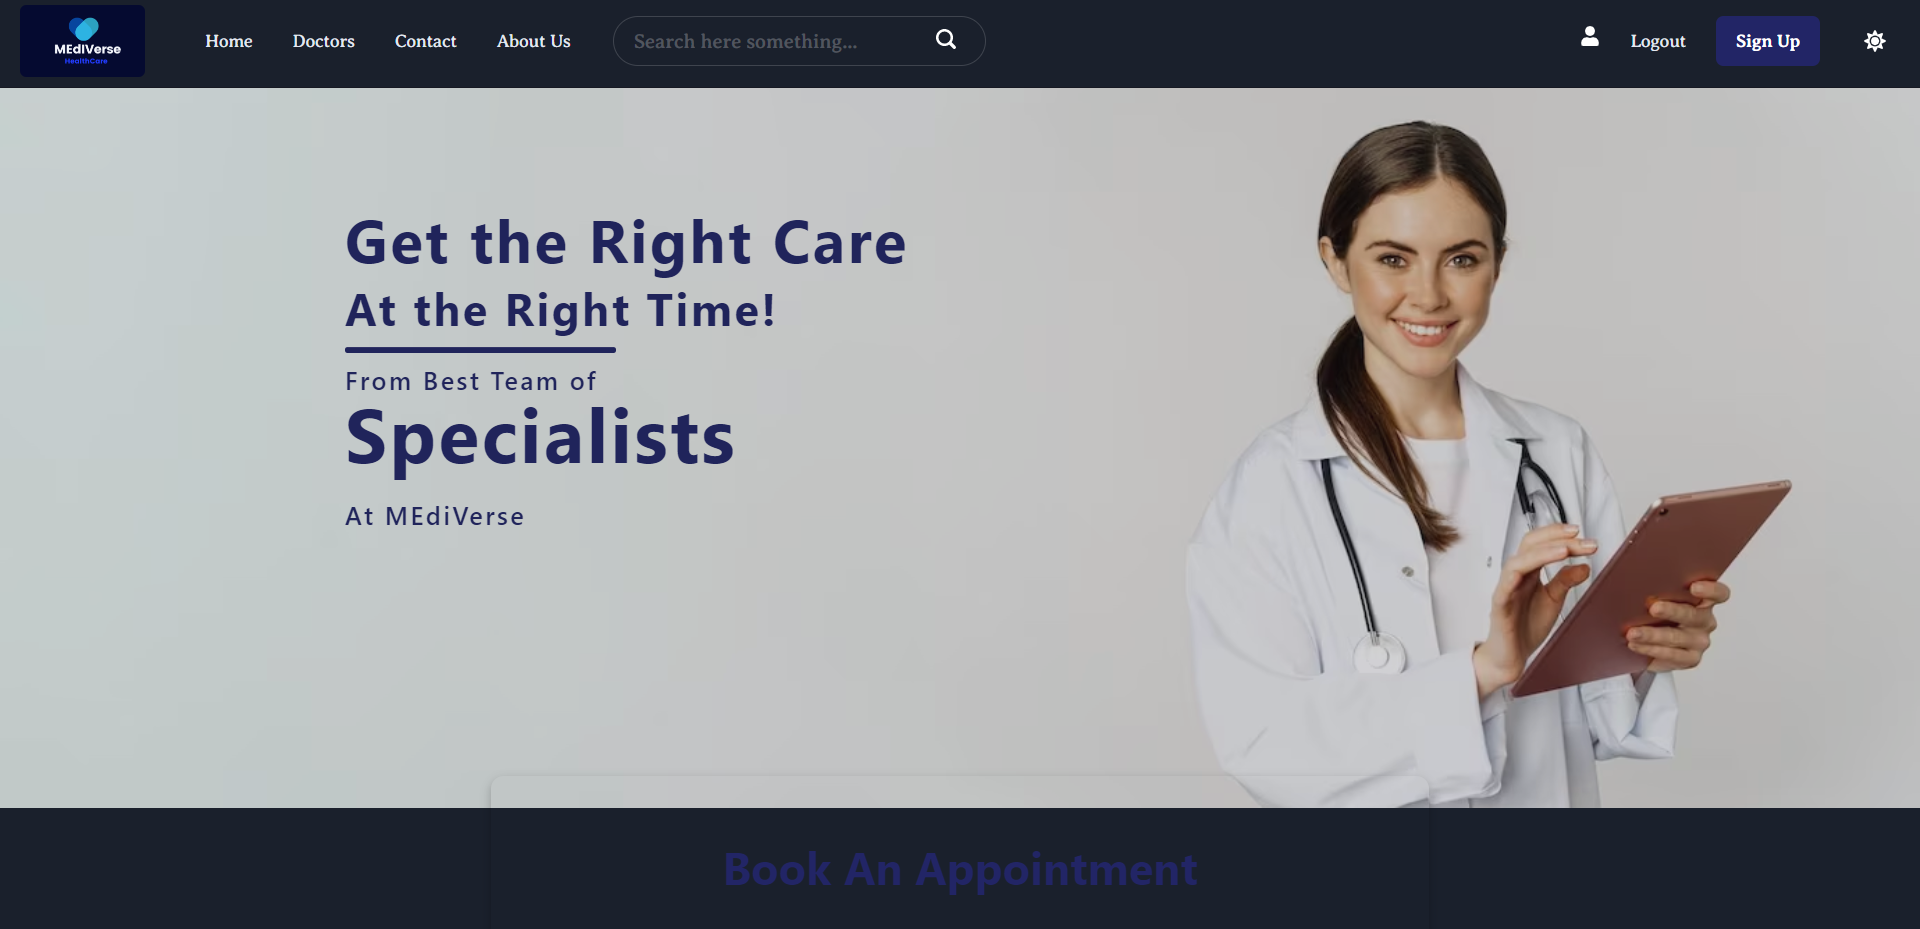 MEdIVerse
HealthCare
Home
Doctors
Contact
About Us
Search here something...
Logout
Sign Up
Get the Right Care
At the Right Time!
From Best Team of
Specialists
At MEdiVerse
Book An Appointment